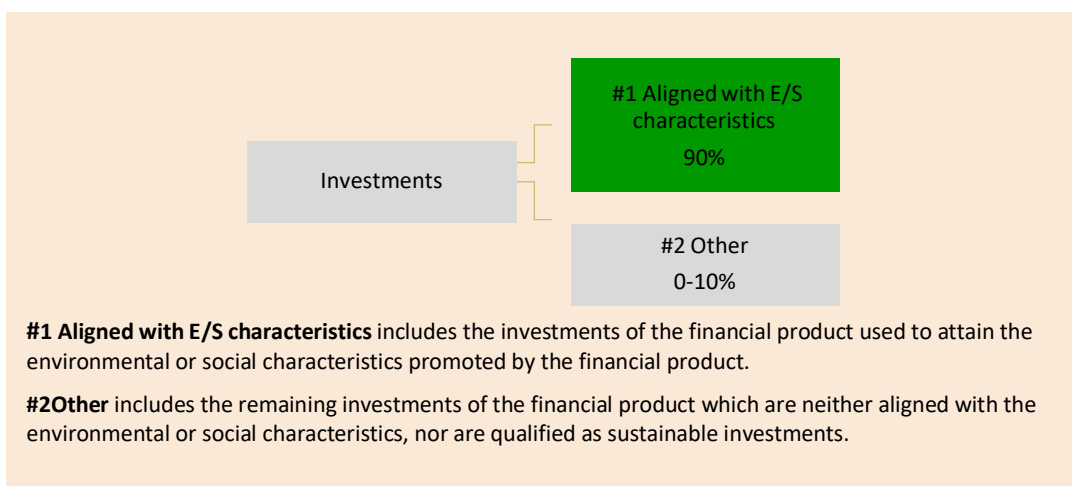 #1 Aligned with E/S
characteristics
90%
Investments
#2 Other
0-10%
#1 Aligned with E/S characteristics includes the investments of the financial product used to attain the
environmental or social characteristics promoted by the financial product.
#2Other includes the remaining investments of the financial product which are neither aligned with the
environmental or social characteristics, nor are qualified as sustainable investments.